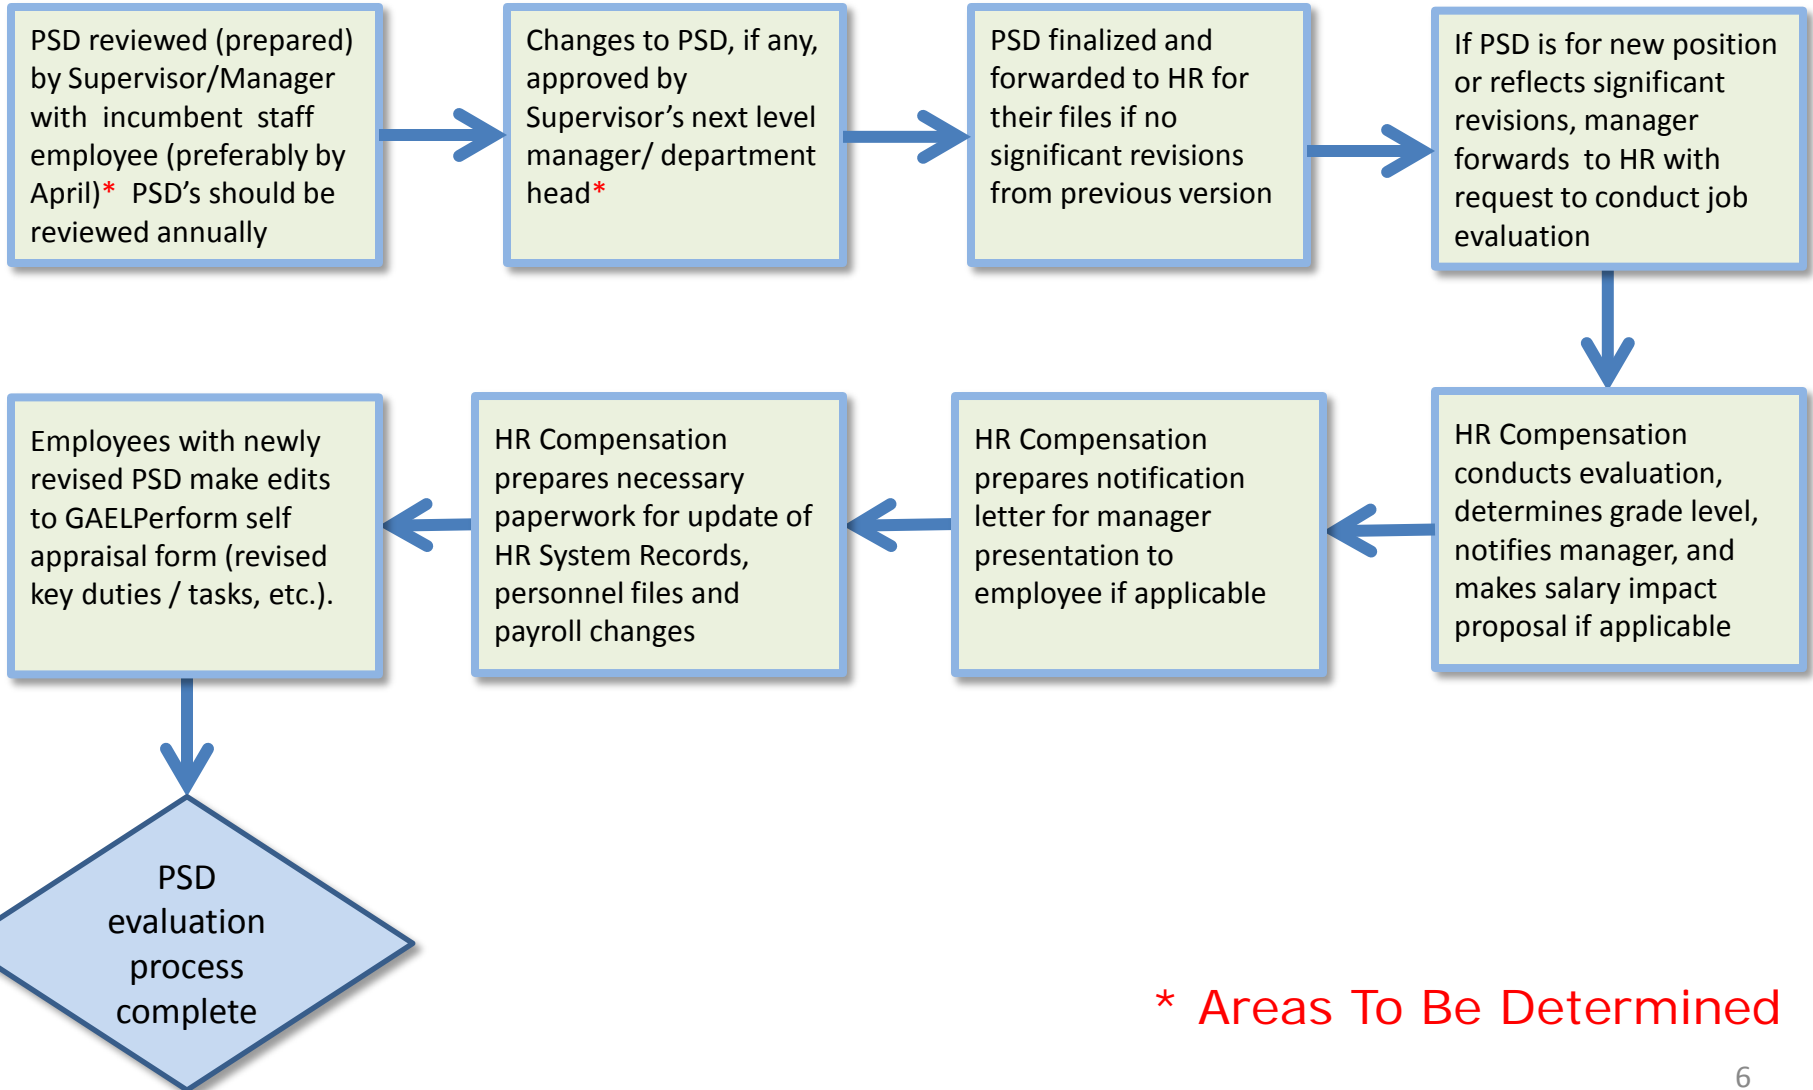 PSD reviewed (prepared)
by Supervisor/Manager
with  incumbent  staff
employee (preferably by
April)*  PSD's should be
reviewed annually
Changes to PSD, if any,
approved by
Supervisor's next level
manager/ department
head*
PSD finalized and
forwarded to HR for
their files if no
significant revisions
from previous version
If PSD is for new position
or reflects significant
revisions, manager
forwards  to HR with
request to conduct job
evaluation
HR Compensation
conducts evaluation,
determines grade level,
notifies manager, and
makes salary impact
proposal if applicable
HR Compensation
prepares notification
letter for manager
presentation to
employee if applicable
HR Compensation
prepares necessary
paperwork for update of
HR System Records,
personnel files and
payroll changes
Employees with newly
revised PSD make edits
to GAELPerform self
appraisal form (revised
key duties / tasks, etc.).
PSD
evaluation
process
complete
* Areas To Be Determined
6